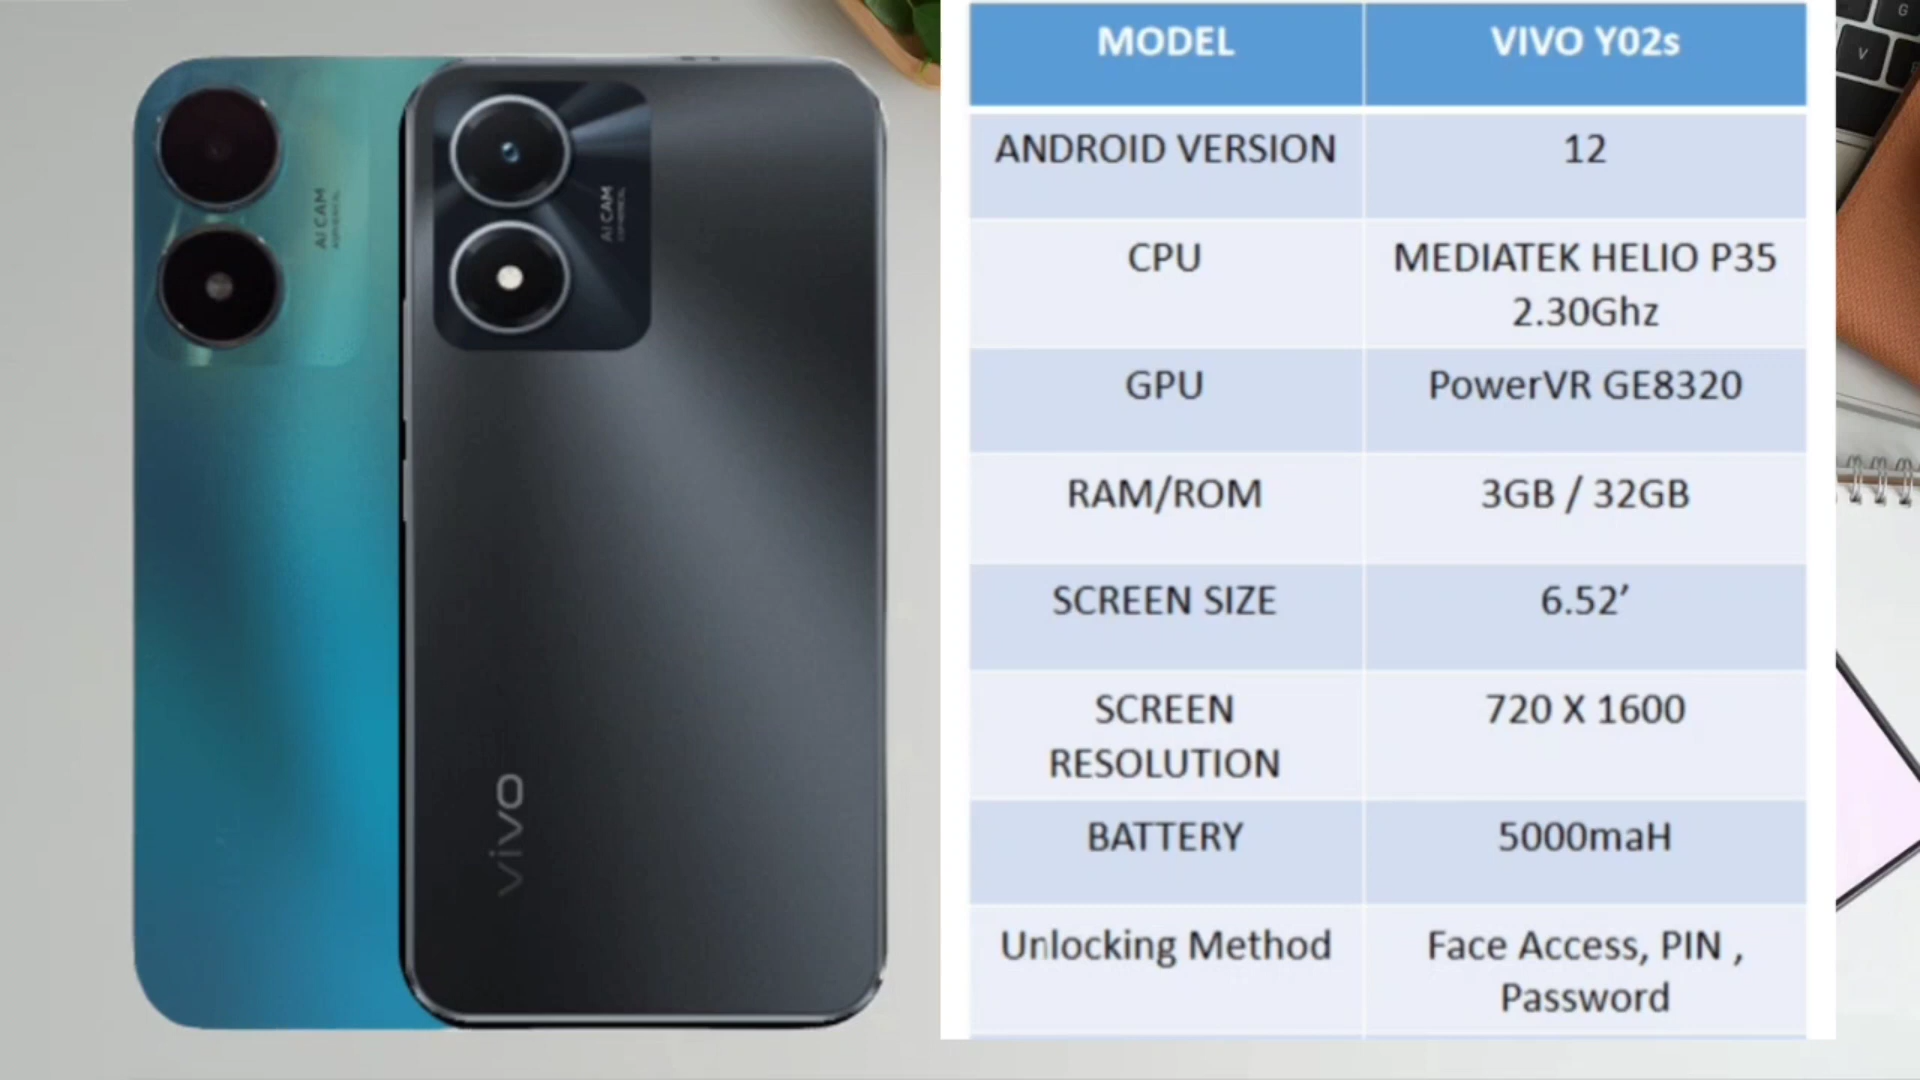 AI CAM
AI CAM
vivo
MODEL
VIVO Y02s
ANDROID VERSION
12
CPU
MEDIATEK HELIO P35
2.30Ghz
GPU
PowerVR GE8320
RAM/ROM
3GB / 32GB
SCREEN SIZE
6.52’
SCREEN
RESOLUTION
720 X 1600
BATTERY
5000maH
Unlocking Method
Face Access, PIN ,
Password
G
V